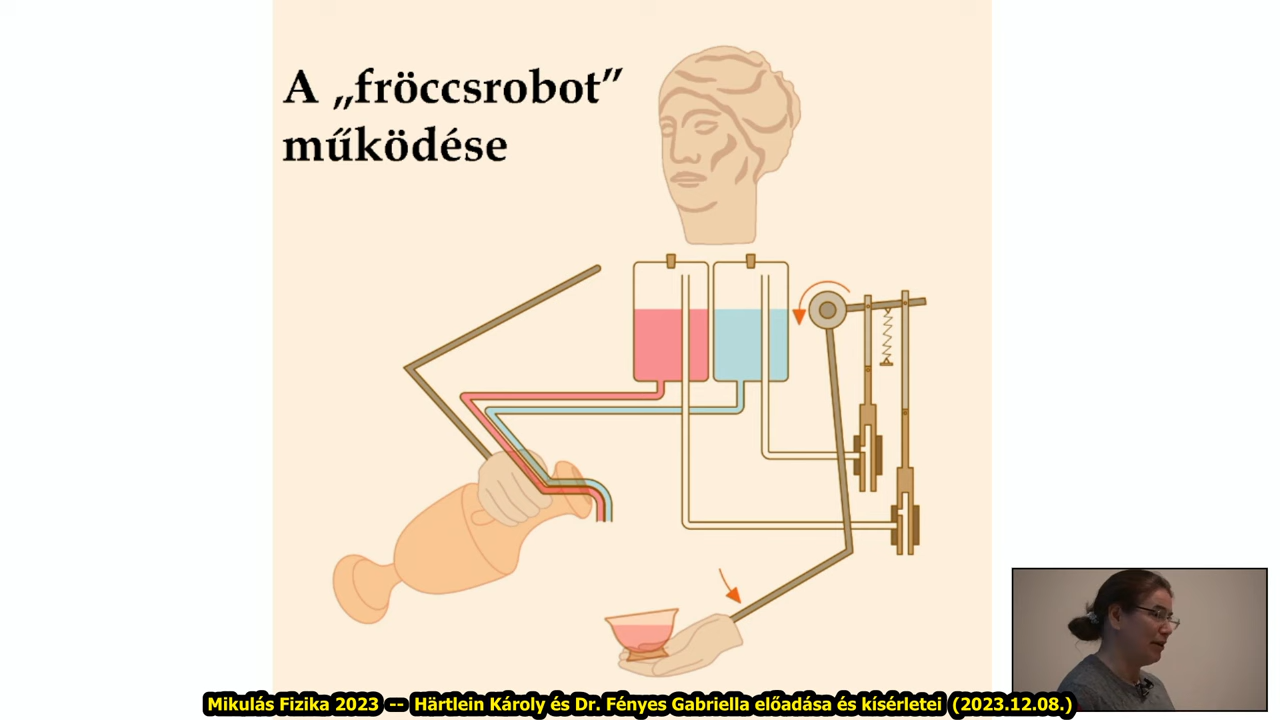 A „fröccsrobot”
működése
Mikulás Fizika 2023 -- Härtlein Károly és Dr. Fényes Gabriella előadása és kísérletei (2023.12.08.)